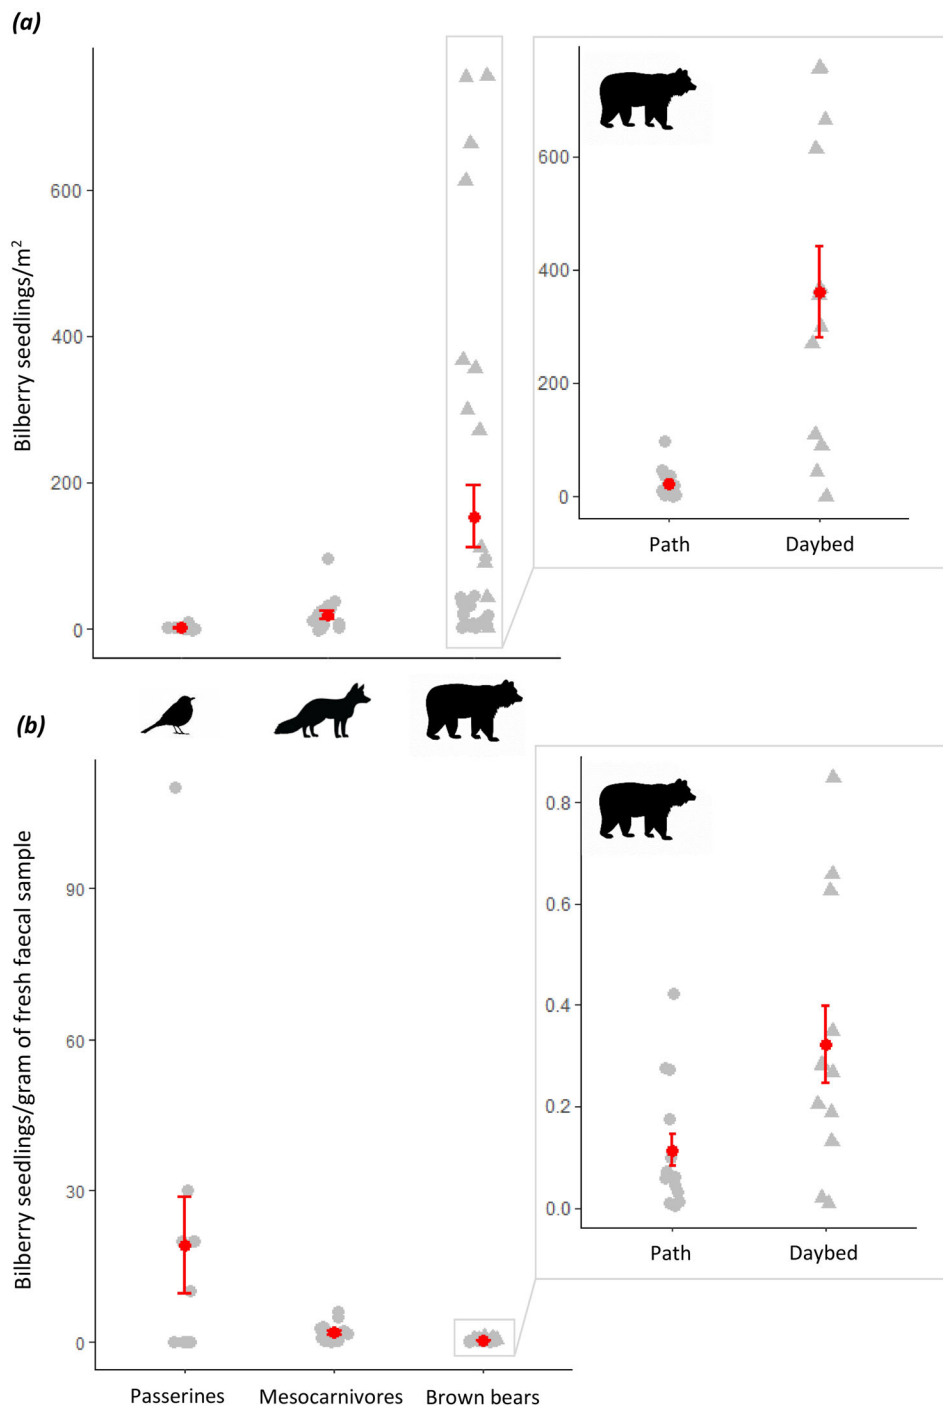 (a)
Bilberry seedlings/m²
600
400
200
0
600
400
200
0
Path Daybed
(b)
Bilberry seedlings/gram of fresh faecal sample
90
60
30
0
Passerines Mesocarnivores Brown bears
0.8
0.6
0.4
0.2
0.0
Path Daybed